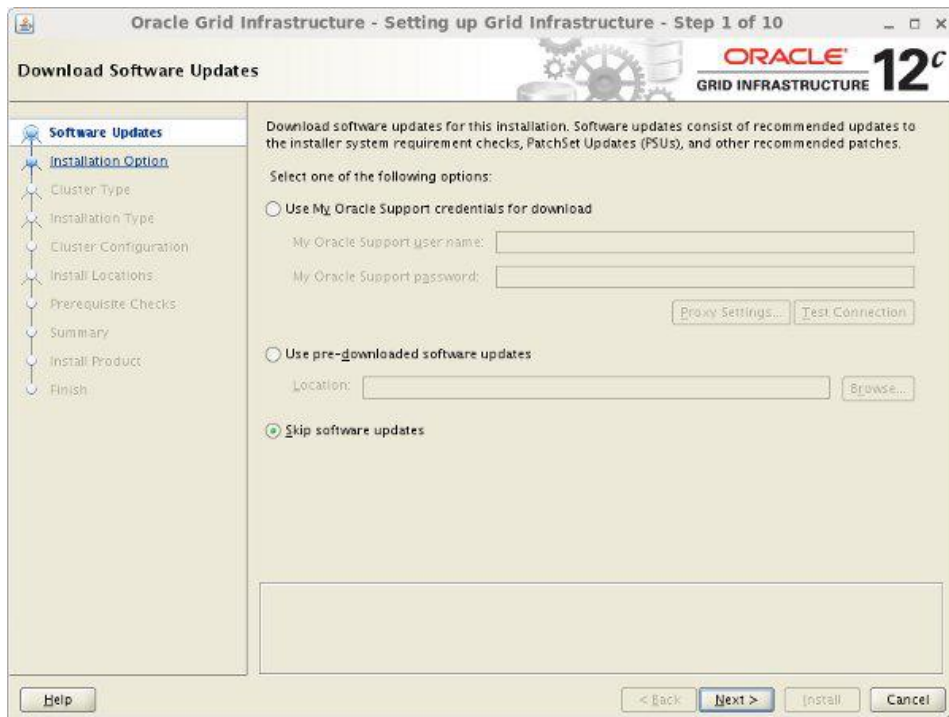 Oracle Grid Infrastructure - Setting up Grid Infrastructure - Step 1 of 10
Download Software Updates
ORACLE
GRID INFRASTRUCTURE
12c
Software Updates
Installation Option
Cluster Type
Installation Type
Cluster Configuration
Install Locations
Prerequisite Checks
Summary
Install Product
Finish
Download software updates for this installation. Software updates consist of recommended updates to
the installer system requirement checks, PatchSet Updates (PSUs), and other recommended patches.
Select one of the following options:
Use My Oracle Support credentials for download
My Oracle Support user name:
My Oracle Support password:
Proxy Settings... Test Connection
Use pre-downloaded software updates
Location: Browse...
Skip software updates
Help < Back Next > Install Cancel